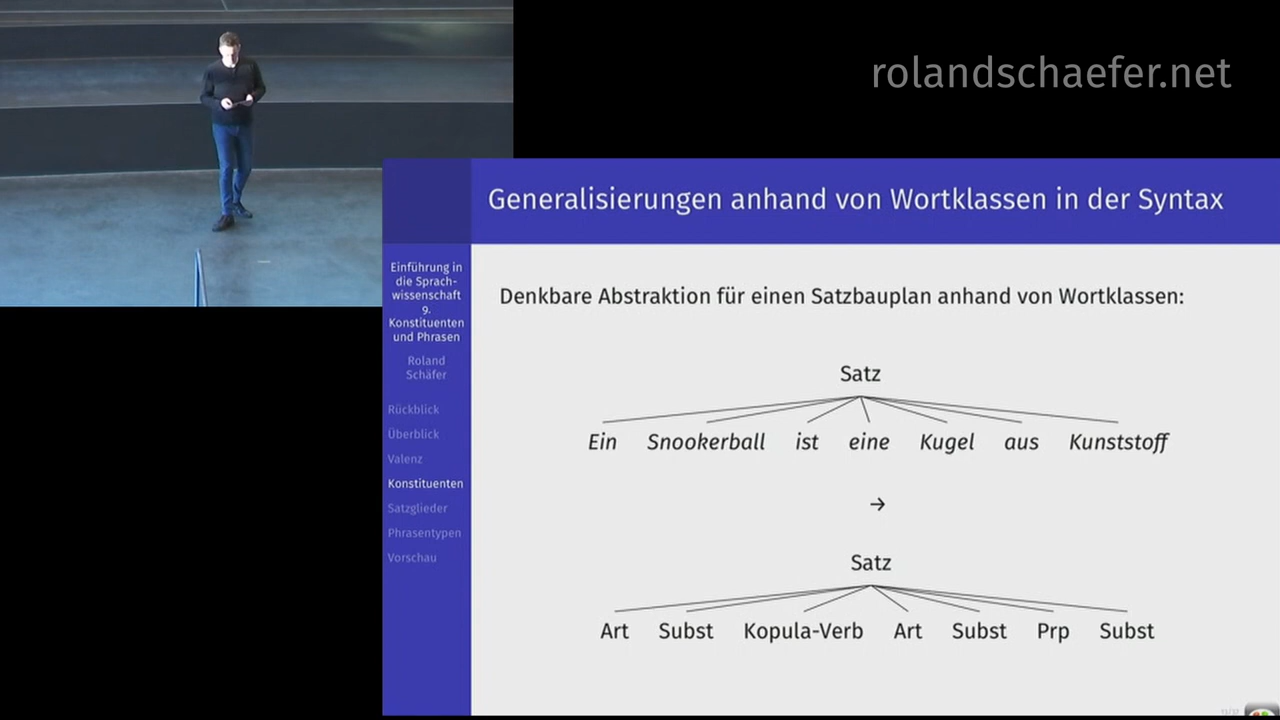 rolandschaefer.net
Generalisierungen anhand von Wortklassen in der Syntax
Einführung in
die Sprach-
wissenschaft
9.
Konstituenten
und Phrasen
Roland
Schäfer
Rückblick
Überblick
Valenz
Konstituenten
Satzglieder
Phrasentypen
Vorschau
Denkbare Abstraktion für einen Satzbauplan anhand von Wortklassen:
Satz
Ein Snookerball ist eine Kugel aus Kunststoff
→
Satz
Art Subst Kopula-Verb Art Subst Prp Subst